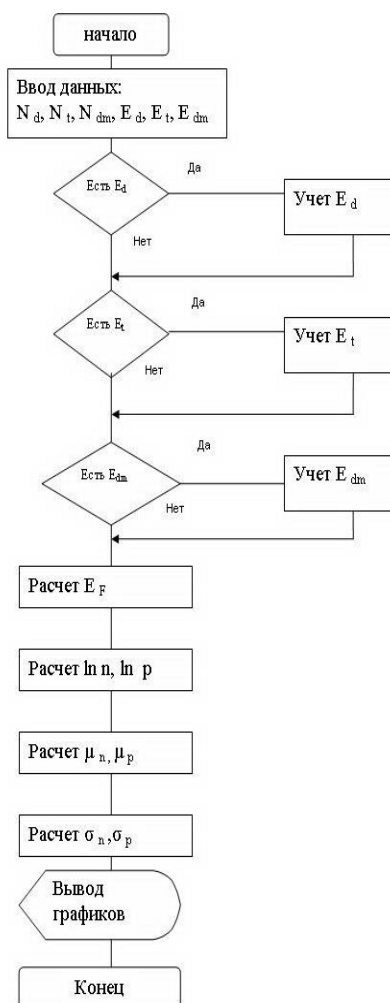 начало
Ввод данных:
N d, N t, N dm, E d, E t, E dm
Есть Ed
Да
Учет E d
Нет
Есть Et
Да
Учет E t
Нет
Есть Edm
Да
Учет E dm
Нет
Расчет E F
Расчет ln n, ln p
Расчет μ n, μ p
Расчет σ n,σ p
Вывод
графиков
Конец